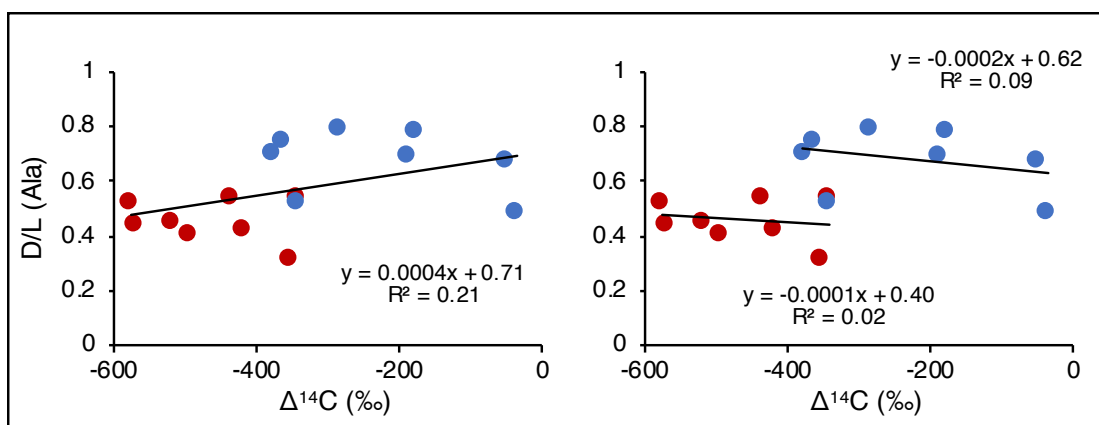 D/L (Ala)
1
0.8
0.6
0.4
0.2
0
y = 0.0004x + 0.71
R² = 0.21
-600
-400
-200
0
Δ¹⁴C (‰)
y = -0.0002x + 0.62
R² = 0.09
1
0.8
0.6
0.4
0.2
0
y = -0.0001x + 0.40
R² = 0.02
-600
-400
-200
0
Δ¹⁴C (‰)